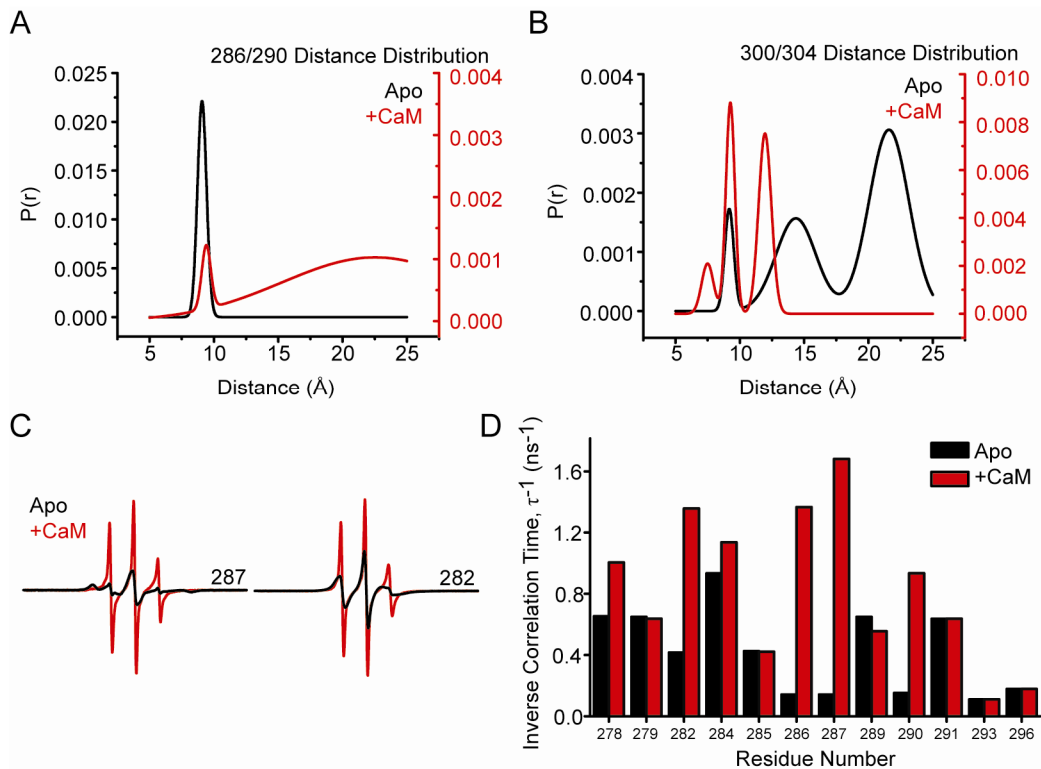 A
286/290 Distance Distribution
Apo
+CaM
P(r)
0.025
0.020
0.015
0.010
0.005
0.000
0.004
0.003
0.002
0.001
0.000
5 10 15 20 25
Distance (Å)
B
300/304 Distance Distribution
Apo
+CaM
P(r)
0.004
0.003
0.002
0.001
0.000
0.010
0.008
0.006
0.004
0.002
0.000
5 10 15 20 25
Distance (Å)
C
Apo
+CaM
287
282
D
Inverse Correlation Time, τ⁻¹ (ns⁻¹)
1.6
1.2
0.8
0.4
0.0
Apo
+CaM
278 279 282 284 285 286 287 289 290 291 293 296
Residue Number